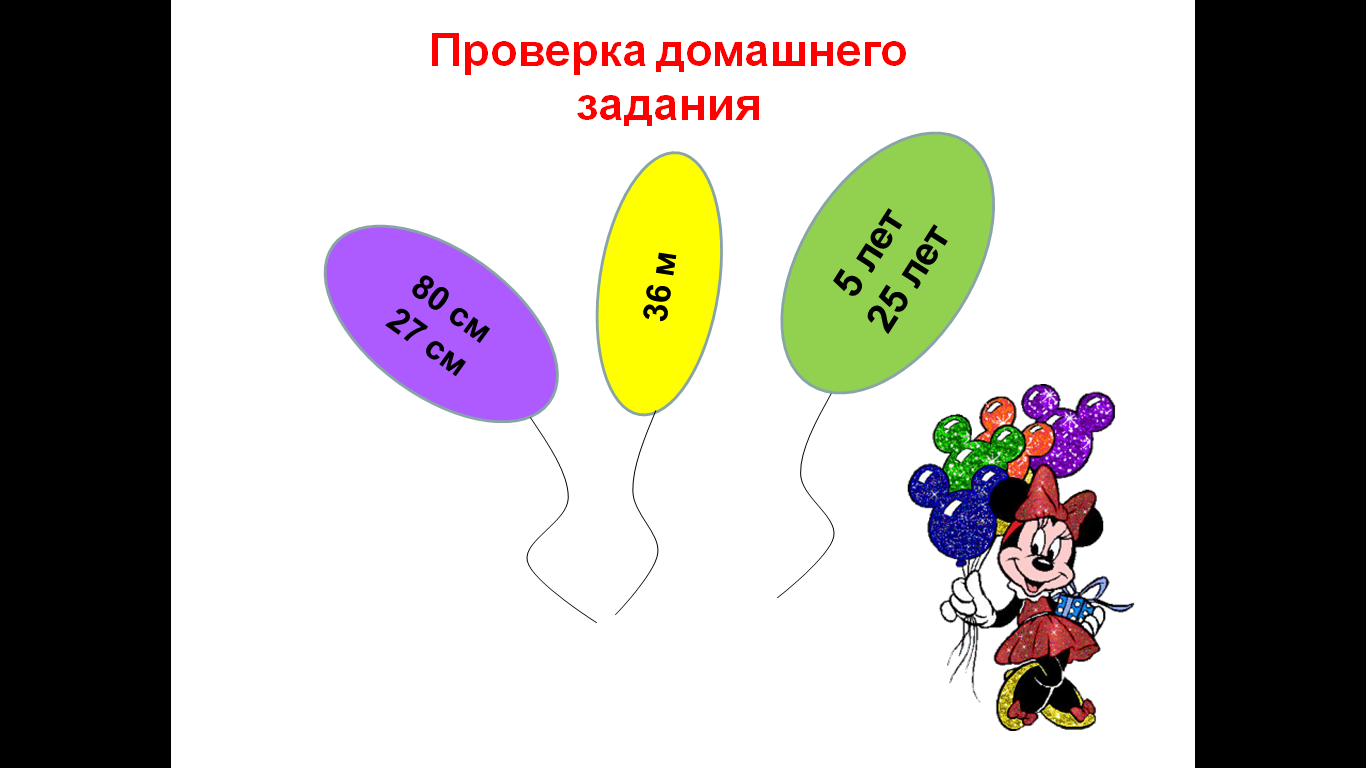 Проверка домашнего
задания
80 см
27 см
36 м
5 лет
25 лет